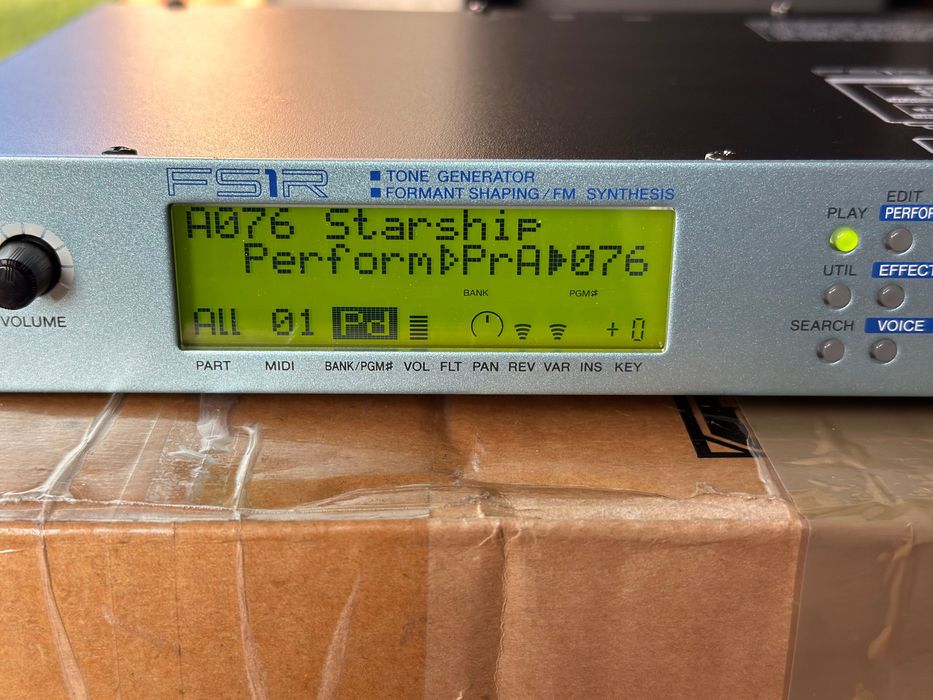 FS1R
■ TONE GENERATOR
■ FORMANT SHAPING / FM SYNTHESIS
A076 Starship
Perform▷PrA▶076
BANK PGM#
All 01 Pd +0
PART MIDI BANK/PGM# VOL FLT PAN REV VAR INS KEY
VOLUME
EDIT
PLAY
UTIL EFFECT
SEARCH VOICE